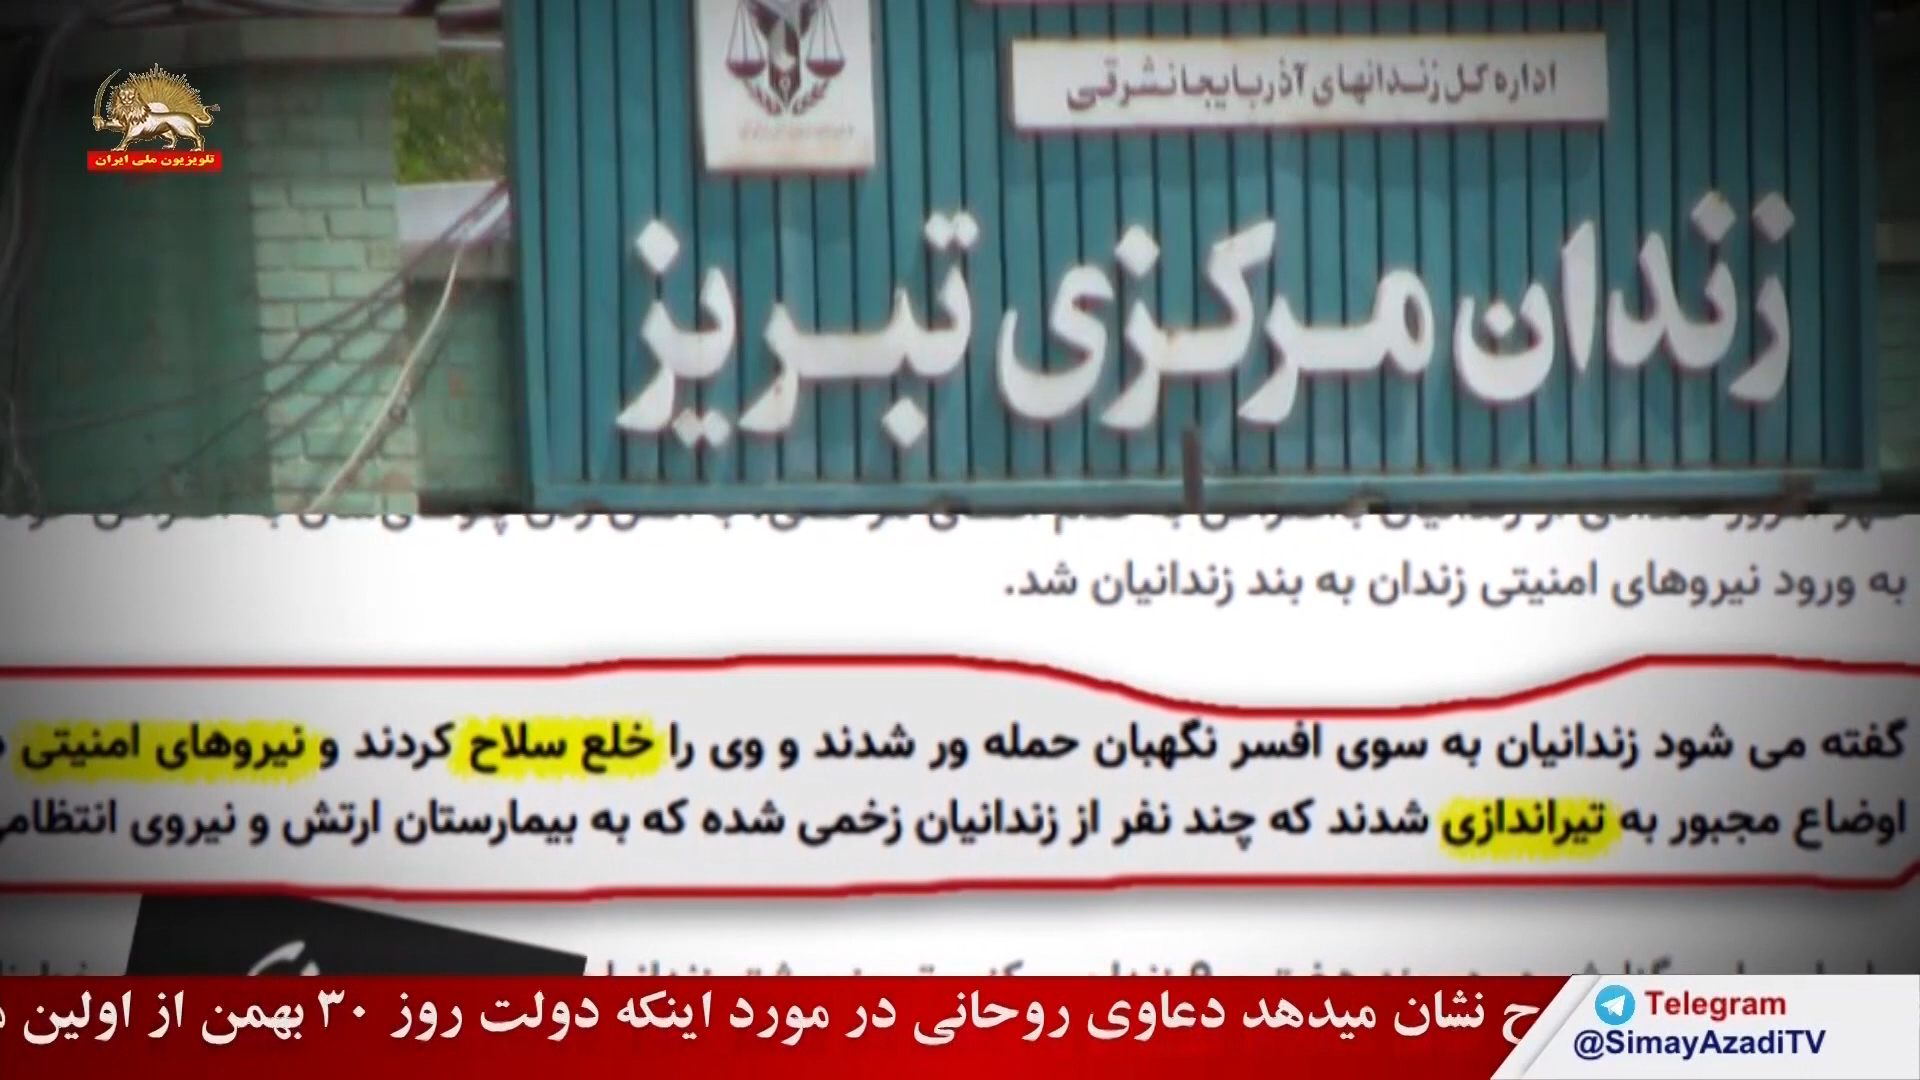 تلویزیون ملی ایران
اداره کل زندانهای آذربایجانشرقی
زندان مرکزی تبریز
به ورود نیروهای امنیتی زندان به بند زندانیان شد.
گفته می شود زندانیان به سوی افسر نگهبان حمله ور شدند و وی را خلع سلاح کردند و نیروهای امنیتی
اوضاع مجبور به تیراندازی شدند که چند نفر از زندانیان زخمی شده که به بیمارستان ارتش و نیروی انتظامی
ح نشان میدهد دعاوی روحانی در مورد اینکه دولت روز ۳۰ بهمن از اولین
Telegram
@SimayAzadiTV